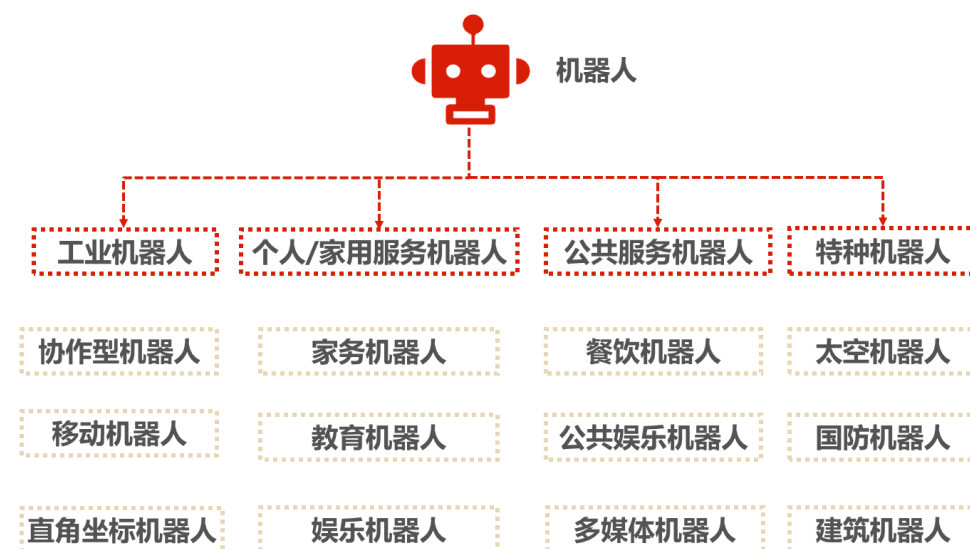 机器人
工业机器人
个人/家用服务机器人
公共服务机器人
特种机器人
协作型机器人
家务机器人
餐饮机器人
太空机器人
移动机器人
教育机器人
公共娱乐机器人
国防机器人
直角坐标机器人
娱乐机器人
多媒体机器人
建筑机器人